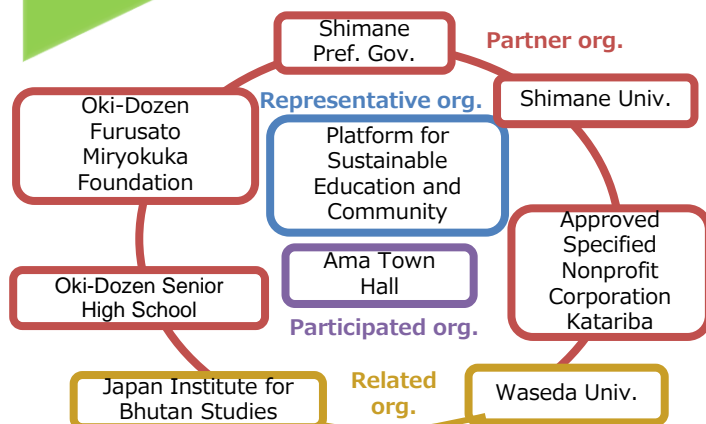 Shimane
Pref. Gov.
Partner org.
Oki-Dozen
Furusato
Miryokuka
Foundation
Representative org.
Shimane Univ.
Platform for
Sustainable
Education and
Community
Approved
Specified
Nonprofit
Corporation
Katariba
Ama Town
Hall
Oki-Dozen Senior
High School
Participated org.
Japan Institute for
Bhutan Studies
Related
org.
Waseda Univ.